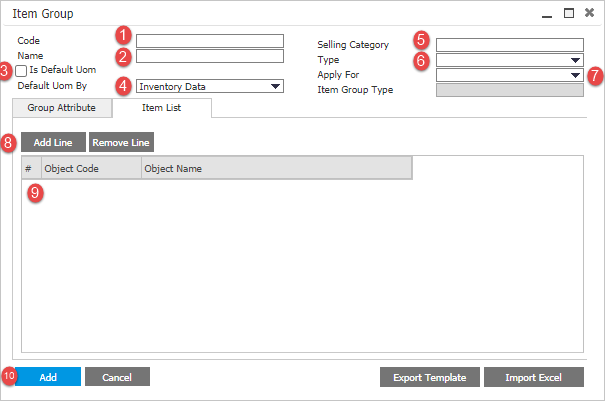 Item Group
1
Code
2
Name
3
Is Default Uom
4
Default Uom By
Inventory Data
5
Selling Category
6
Type
7
Apply For
Item Group Type
Group Attribute
Item List
8
Add Line
Remove Line
#
Object Code
Object Name
9
10
Add
Cancel
Export Template
Import Excel